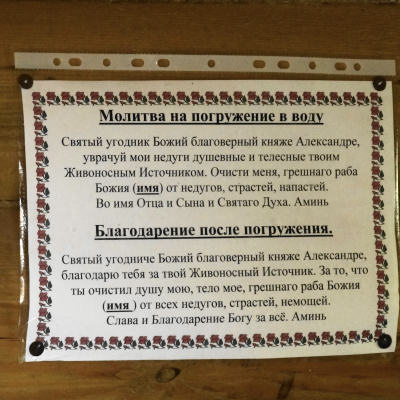 Молитва на погружение в воду
Святый угодник Божий благоверный княже Александре,
уврачуй мои недуги душевные и телесные твоим
Живоносным Источником. Очисти меня, грешнаго раба
Божия (имя) от недугов, страстей, напастей.
Во имя Отца и Сына и Святаго Духа. Аминь
Благодарение после погружения.
Святый угодниче Божий благоверный княже Александре,
благодарю тебя за твой Живоносный Источник. За то, что
ты очистил душу мою, тело мое, грешнаго раба Божия
(имя ) от всех недугов, страстей, немощей.
Слава и Благодарение Богу за всё. Аминь